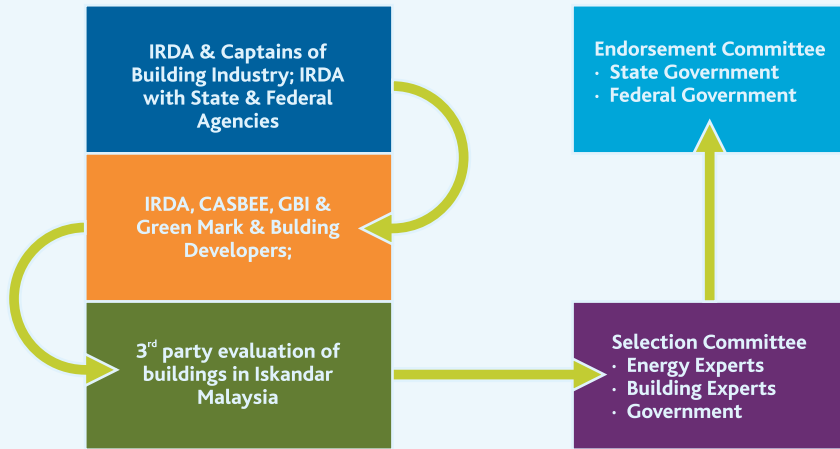 IRDA & Captains of
Building Industry; IRDA
with State & Federal
Agencies
IRDA, CASBEE, GBI &
Green Mark & Bulding
Developers;
3rd party evaluation of
buildings in Iskandar
Malaysia
Endorsement Committee
· State Government
· Federal Government
Selection Committee
· Energy Experts
· Building Experts
· Government